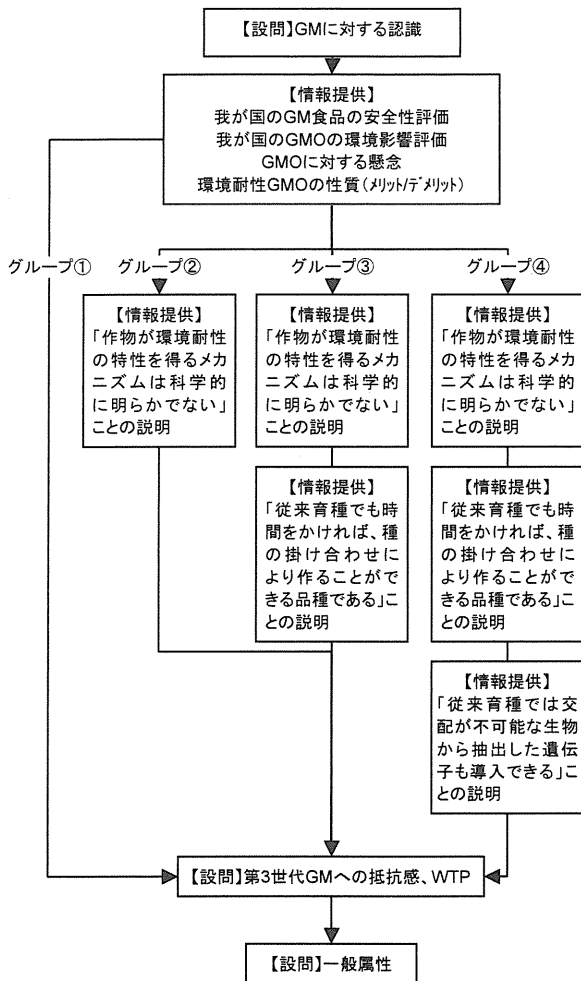 【設問】GMに対する認識
【情報提供】
我が国のGM食品の安全性評価
我が国のGMOの環境影響評価
GMOに対する懸念
環境耐性GMOの性質(メリット/デメリット)
グループ①
グループ②
グループ③
グループ④
【情報提供】
「作物が環境耐性
の特性を得るメカ
ニズムは科学的
に明らかでない」
ことの説明
【情報提供】
「作物が環境耐性
の特性を得るメカ
ニズムは科学的
に明らかでない」
ことの説明
【情報提供】
「作物が環境耐性
の特性を得るメカ
ニズムは科学的
に明らかでない」
ことの説明
【情報提供】
「従来育種でも時
間をかければ、種
の掛け合わせに
より作ることがで
きる品種である」こ
との説明
【情報提供】
「従来育種でも時
間をかければ、種
の掛け合わせに
より作ることがで
きる品種である」こ
との説明
【情報提供】
「従来育種では交
配が不可能な生物
から抽出した遺伝
子も導入できる」こ
との説明
【設問】第3世代GMへの抵抗感、WTP
【設問】一般属性